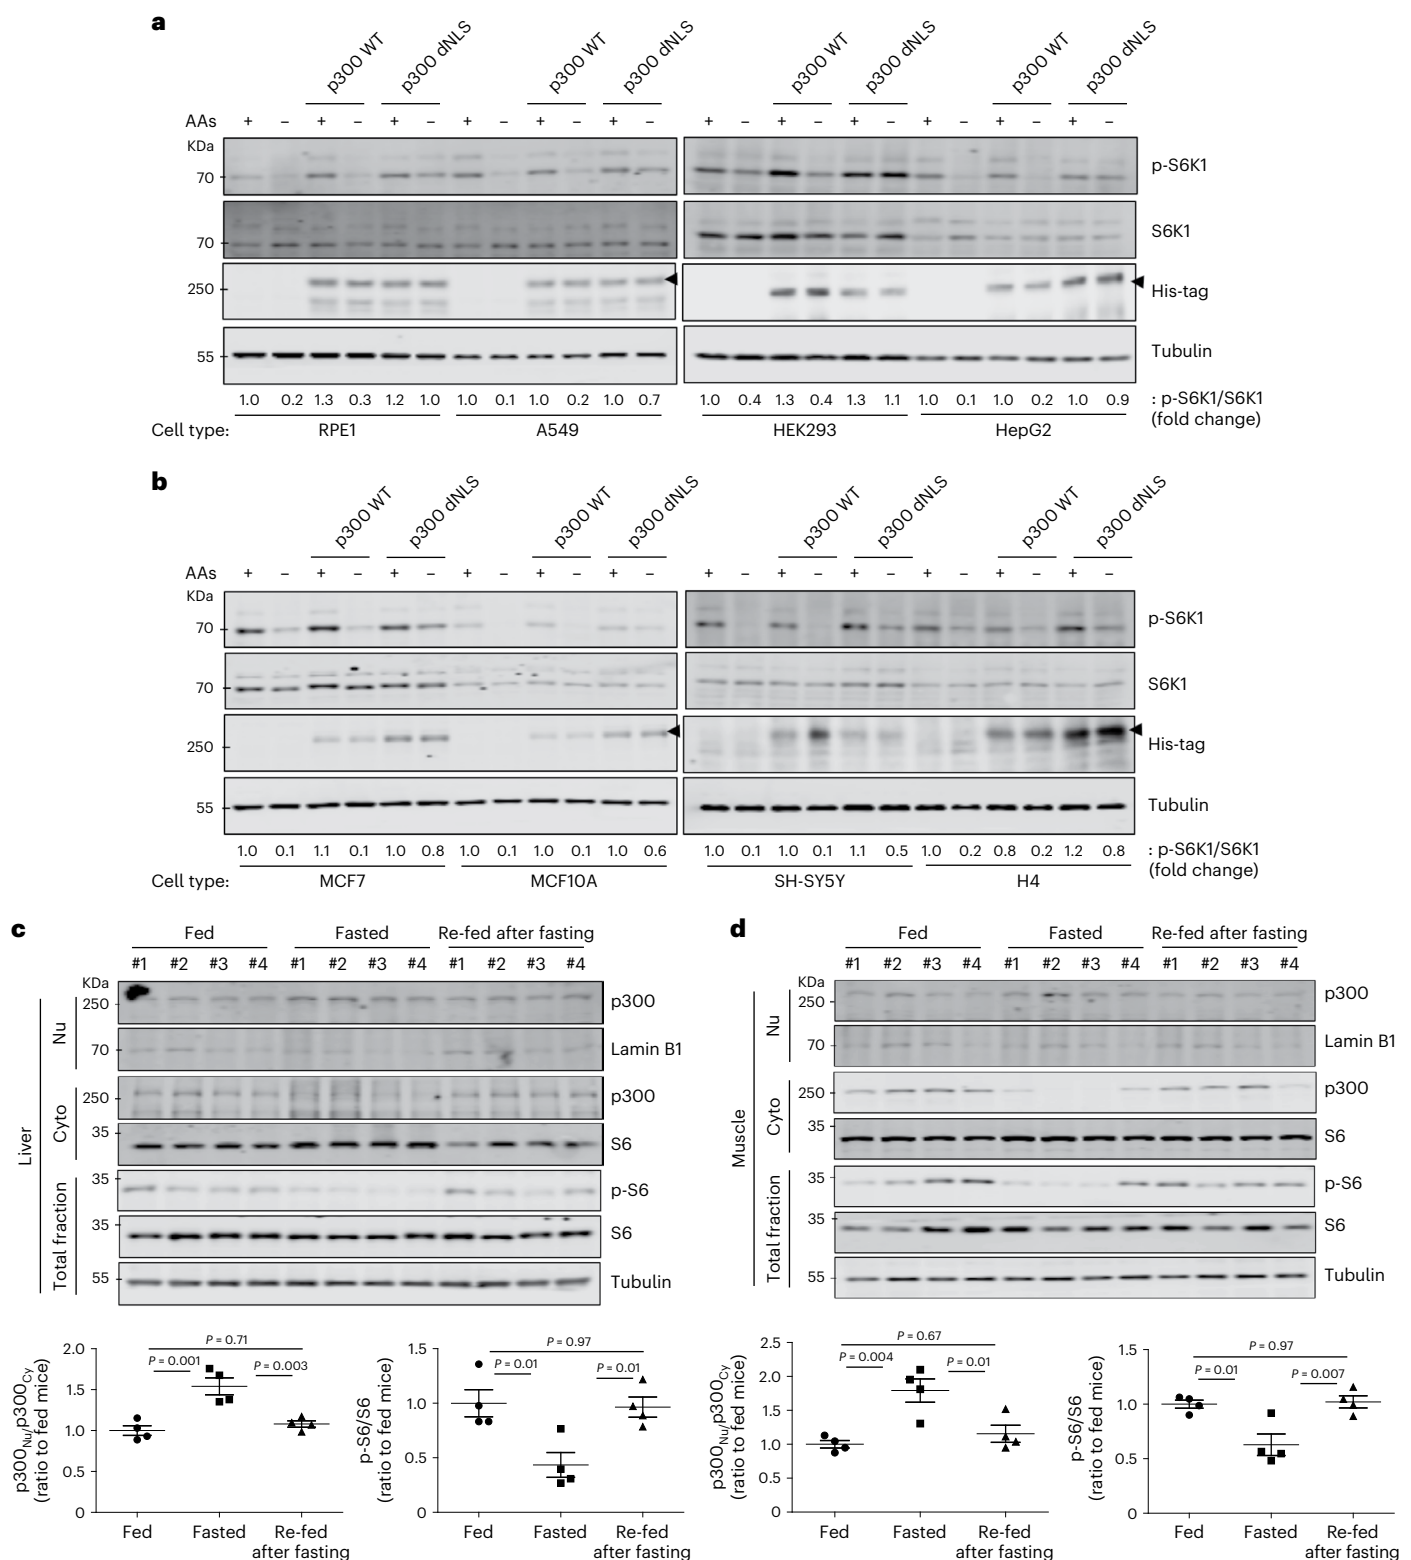 a
p300 WT p300 dNLS p300 WT p300 dNLS p300 WT p300 dNLS p300 WT p300 dNLS
AAs + – + – + – + – + – + – + – + – + – + – + – + –
KDa
70 p-S6K1
70 S6K1
250 His-tag
55 Tubulin
1.0 0.2 1.3 0.3 1.2 1.0 1.0 0.1 1.0 0.2 1.0 0.7 1.0 0.4 1.3 0.4 1.3 1.1 1.0 0.1 1.0 0.2 1.0 0.9 : p-S6K1/S6K1
(fold change)
Cell type: RPE1 A549 HEK293 HepG2
b
p300 WT p300 dNLS p300 WT p300 dNLS p300 WT p300 dNLS p300 WT p300 dNLS
AAs + – + – + – + – + – + – + – + – + – + – + – + –
KDa
70 p-S6K1
70 S6K1
250 His-tag
55 Tubulin
1.0 0.1 1.1 0.1 1.0 0.8 1.0 0.1 1.0 0.1 1.0 0.6 1.0 0.1 1.0 0.1 1.1 0.5 1.0 0.2 0.8 0.2 1.2 0.8 : p-S6K1/S6K1
(fold change)
Cell type: MCF7 MCF10A SH-SY5Y H4
c
Fed Fasted Re-fed after fasting
#1 #2 #3 #4 #1 #2 #3 #4 #1 #2 #3 #4
KDa
Liver
Nu
250 p300
70 Lamin B1
Cyto
250 p300
35 S6
Total fraction
35 p-S6
35 S6
55 Tubulin
p300Nu/p300Cy
(ratio to fed mice)
2.0
1.5
1.0
0.5
0
P = 0.71
P = 0.001
P = 0.003
Fed Fasted Re-fed
after fasting
p-S6/S6
(ratio to fed mice)
1.5
1.0
0.5
0
P = 0.97
P = 0.01
P = 0.01
Fed Fasted Re-fed
after fasting
d
Fed Fasted Re-fed after fasting
#1 #2 #3 #4 #1 #2 #3 #4 #1 #2 #3 #4
KDa
Muscle
Nu
250 p300
70 Lamin B1
Cyto
250 p300
35 S6
Total fraction
35 p-S6
35 S6
55 Tubulin
p300Nu/p300Cy
(ratio to fed mice)
2.5
2.0
1.5
1.0
0.5
0
P = 0.67
P = 0.004
P = 0.01
Fed Fasted Re-fed
after fasting
p-S6/S6
(ratio to fed mice)
1.5
1.0
0.5
0
P = 0.97
P = 0.01
P = 0.007
Fed Fasted Re-fed
after fasting